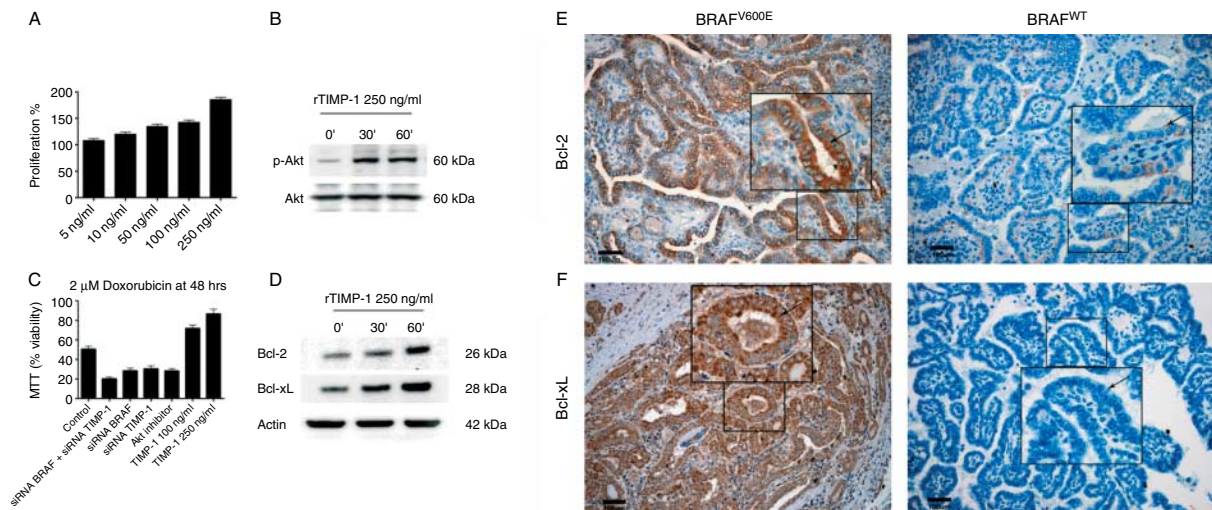 A
Proliferation %
200
150
100
50
0
5 ng/ml
10 ng/ml
50 ng/ml
100 ng/ml
250 ng/ml
B
rTIMP-1 250 ng/ml
0' 30' 60'
p-Akt 60 kDa
Akt 60 kDa
C
2 μM Doxorubicin at 48 hrs
MTT (% viability)
100
80
60
40
20
0
Control
siRNA BRAF + siRNA TIMP-1
siRNA BRAF
siRNA TIMP-1
Akt inhibitor
TIMP-1 100 ng/ml
TIMP-1 250 ng/ml
D
rTIMP-1 250 ng/ml
0' 30' 60'
Bcl-2 26 kDa
Bcl-xL 28 kDa
Actin 42 kDa
E
BRAFV600E BRAFWT
Bcl-2
F
Bcl-xL